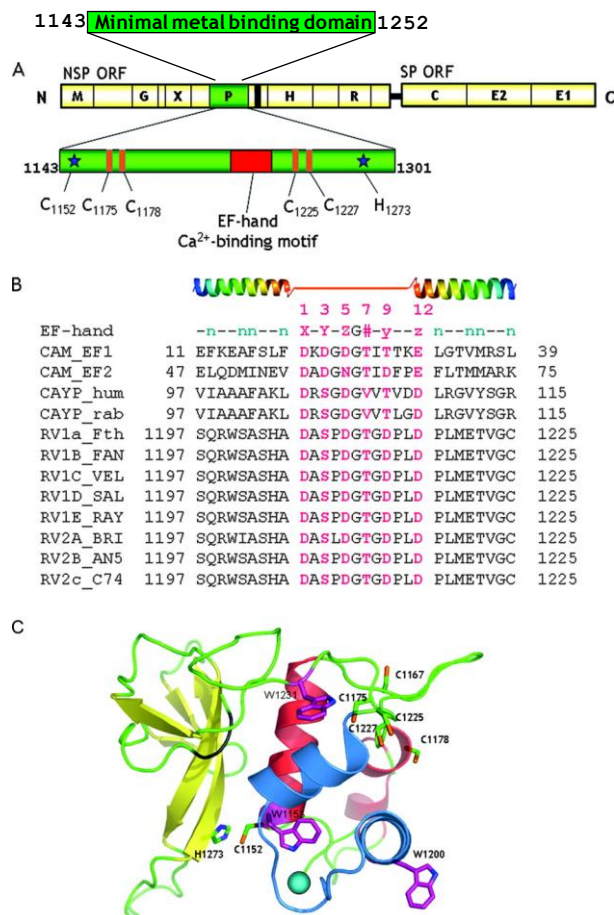 1143 Minimal metal binding domain 1252
A
NSP ORF SP ORF
N M G X P H R C E2 E1 C
1143 1301
C1152 C1175 C1178 C1225 C1227 H1273
EF-hand
Ca2+-binding motif
B
1 3 5 7 9 12
EF-hand --n--nn--n X-Y-ZG#-y--z n--nn--n
CAM_EF1 11 EFKEAFSLF DKDGDGTITTKE LGTVMRSL 39
CAM_EF2 47 ELQDMINEV DADGNGTIDFPE FLTMMARK 75
CAYP_hum 97 VIAAAFAKL DRSGDGVVTVDD LRGVYSGR 115
CAYP_rab 97 VIAAAFAKL DRSGDGVVTLGD LRGVYSGR 115
RV1a_Fth 1197 SQRWSASHA DASPDGTGDPLD PLMETVGC 1225
RV1B_FAN 1197 SQRWSASHA DASPDGTGDPLD PLMETVGC 1225
RV1C_VEL 1197 SQRWSASHA DASPDGTGDPLD PLMETVGC 1225
RV1D_SAL 1197 SQRWSASHA DASPDGTGDPLD PLMETVGC 1225
RV1E_RAY 1197 SQRWSASHA DASPDGTGDPLD PLMETVGC 1225
RV2A_BRI 1197 SQRWIASHA DASLDGTGDPLD PLMETVGC 1225
RV2B_AN5 1197 SQRWSASHA DASPDGTGDPLD PLMETVGC 1225
RV2c_C74 1197 SQRWSASHA DASPDGTGDPLD PLMETVGC 1225
C
C1167
W1231 C1175
C1225
C1227
C1178
H1273 C1152
W1200